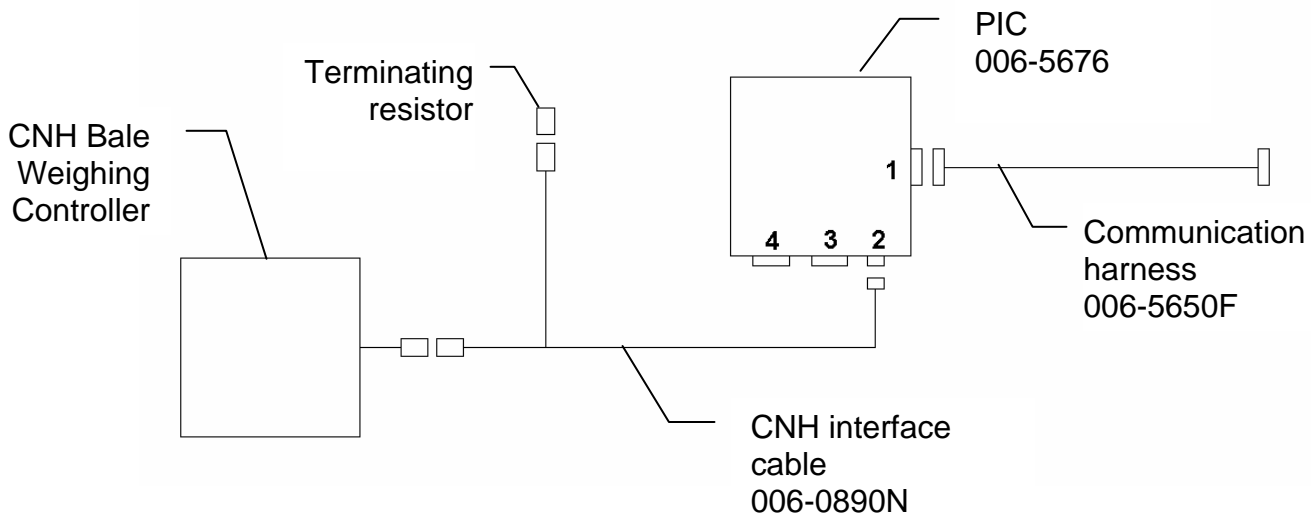 PIC
006-5676
Terminating
resistor
CNH Bale
Weighing
Controller
1
4 3 2
Communication
harness
006-5650F
CNH interface
cable
006-0890N